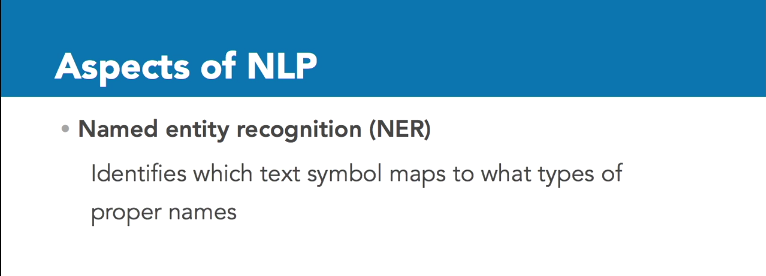 Aspects of NLP
• Named entity recognition (NER)
Identifies which text symbol maps to what types of
proper names